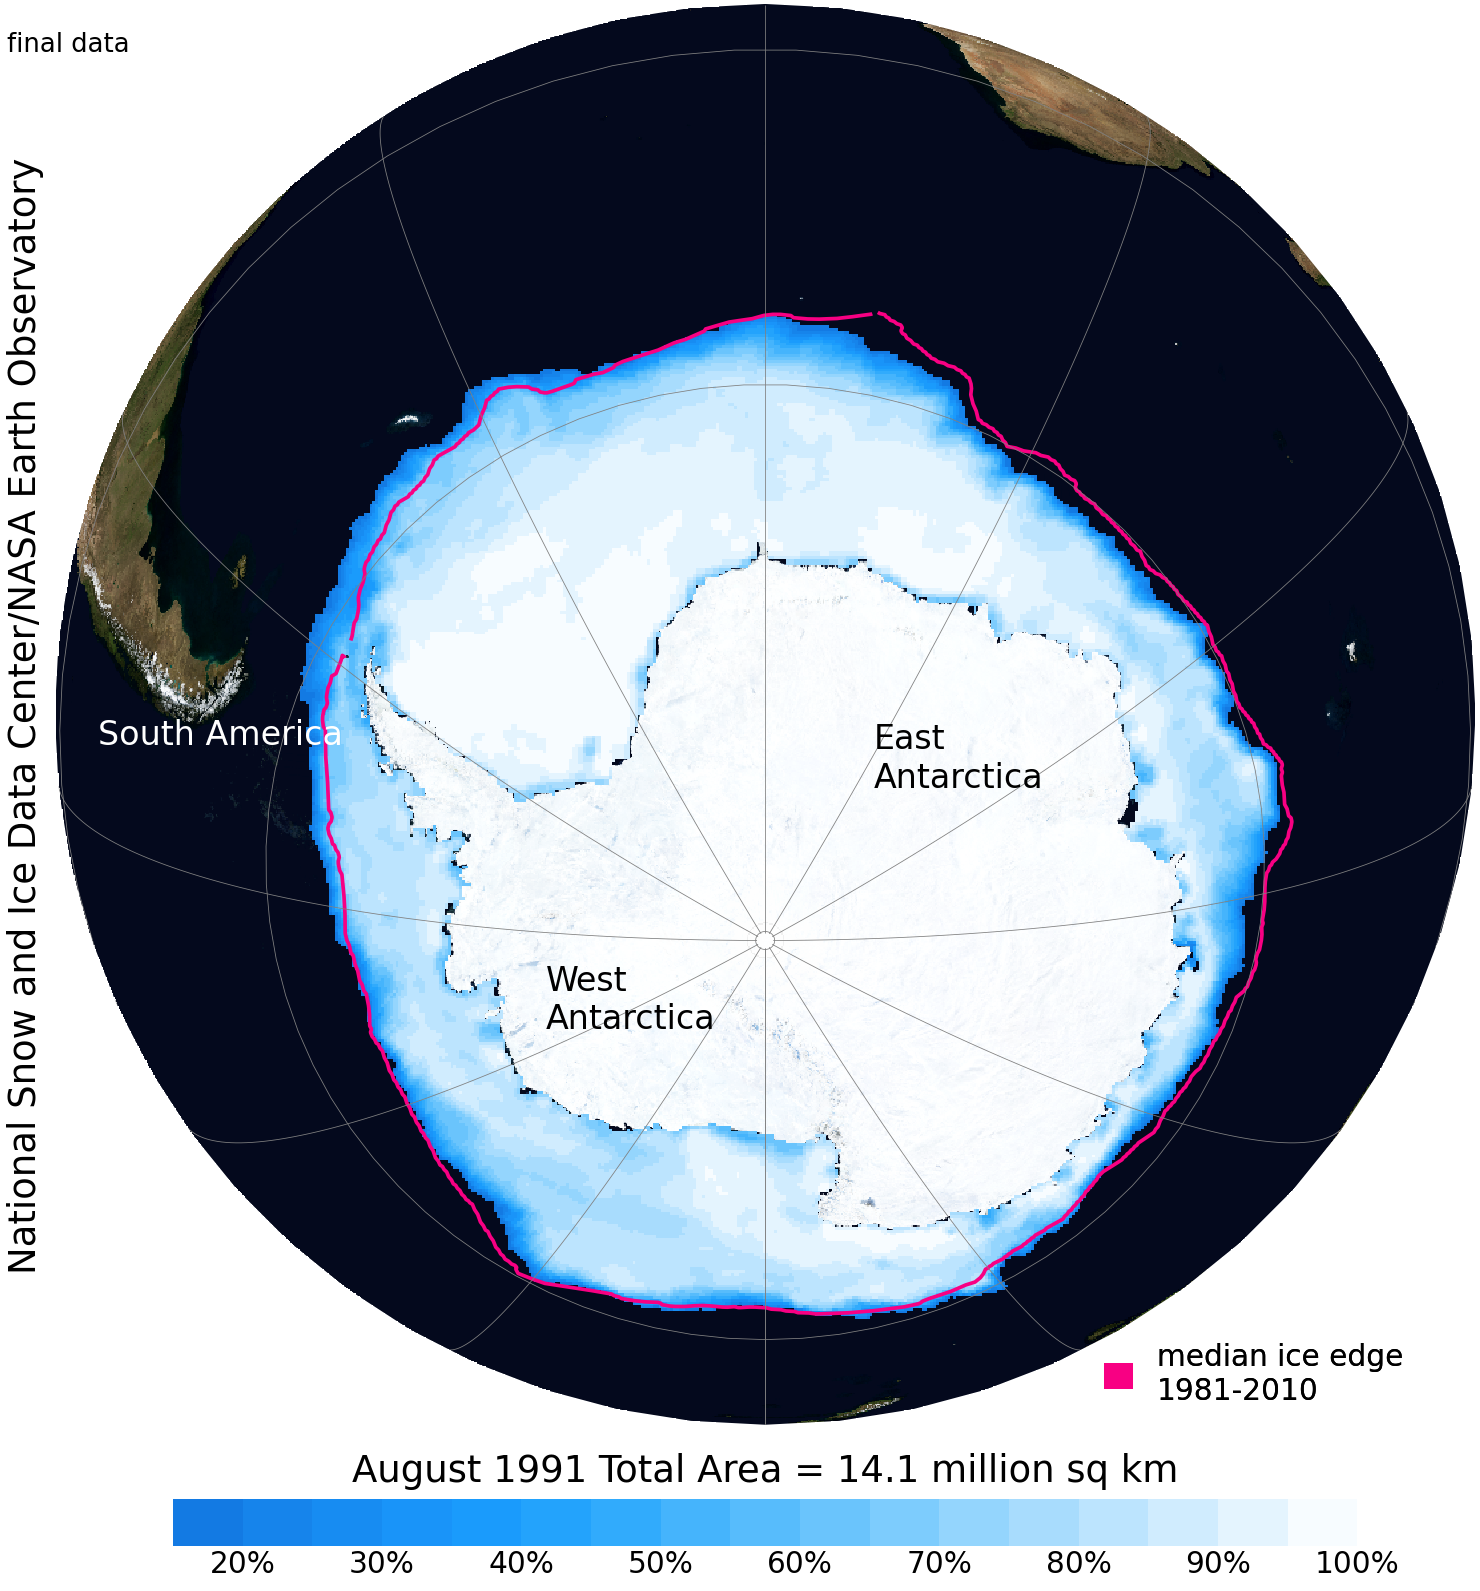 final data
National Snow and Ice Data Center/NASA Earth Observatory
South America
East
Antarctica
West
Antarctica
median ice edge
1981-2010
August 1991 Total Area = 14.1 million sq km
20% 30% 40% 50% 60% 70% 80% 90% 100%